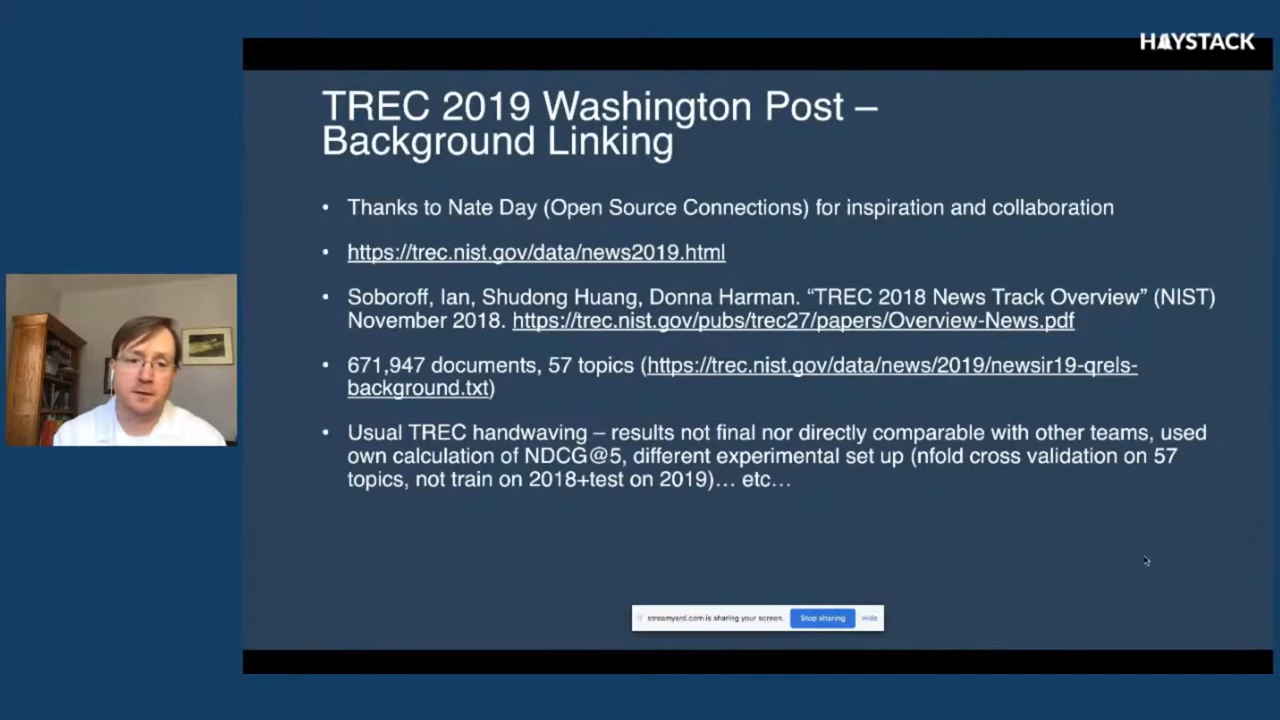 HAYSTACK
TREC 2019 Washington Post –
Background Linking
• Thanks to Nate Day (Open Source Connections) for inspiration and collaboration
• https://trec.nist.gov/data/news2019.html
• Soboroff, Ian, Shudong Huang, Donna Harman. “TREC 2018 News Track Overview” (NIST)
November 2018. https://trec.nist.gov/pubs/trec27/papers/Overview-News.pdf
• 671,947 documents, 57 topics (https://trec.nist.gov/data/news/2019/newsir19-qrels-
background.txt)
• Usual TREC handwaving – results not final nor directly comparable with other teams, used
own calculation of NDCG@5, different experimental set up (nfold cross validation on 57
topics, not train on 2018+test on 2019)… etc…
streamyard.com is sharing your screen. Stop sharing Hide